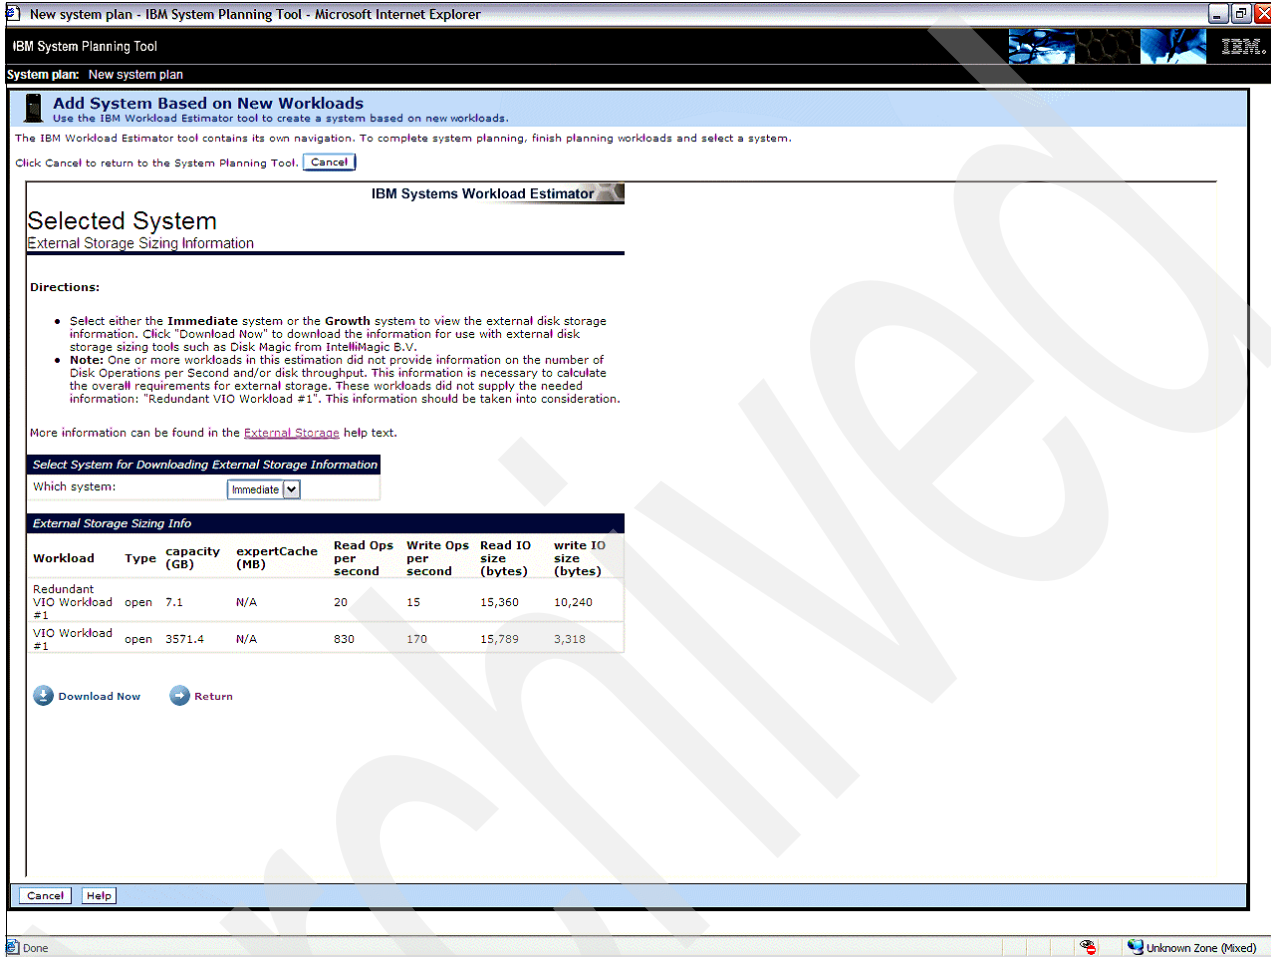 New system plan - IBM System Planning Tool - Microsoft Internet Explorer
IBM System Planning Tool
IBM.
System plan: New system plan
Add System Based on New Workloads
Use the IBM Workload Estimator tool to create a system based on new workloads.
The IBM Workload Estimator tool contains its own navigation. To complete system planning, finish planning workloads and select a system.
Click Cancel to return to the System Planning Tool. Cancel
IBM Systems Workload Estimator
Selected System
External Storage Sizing Information
Directions:
• Select either the Immediate system or the Growth system to view the external disk storage
information. Click "Download Now" to download the information for use with external disk
storage sizing tools such as Disk Magic from IntelliMagic B.V.
• Note: One or more workloads in this estimation did not provide information on the number of
Disk Operations per Second and/or disk throughput. This information is necessary to calculate
the overall requirements for external storage. These workloads did not supply the needed
information: "Redundant VIO Workload #1". This information should be taken into consideration.
More information can be found in the External Storage help text.
Select System for Downloading External Storage Information
Which system: Immediate
External Storage Sizing Info
Workload Type capacity (GB) expertCache (MB) Read Ops per second Write Ops per second Read IO size (bytes) write IO size (bytes)
Redundant VIO Workload #1 open 7.1 N/A 20 15 15,360 10,240
VIO Workload #1 open 3571.4 N/A 830 170 15,789 3,318
Download Now Return
Cancel Help
Done Unknown Zone (Mixed)
Archived